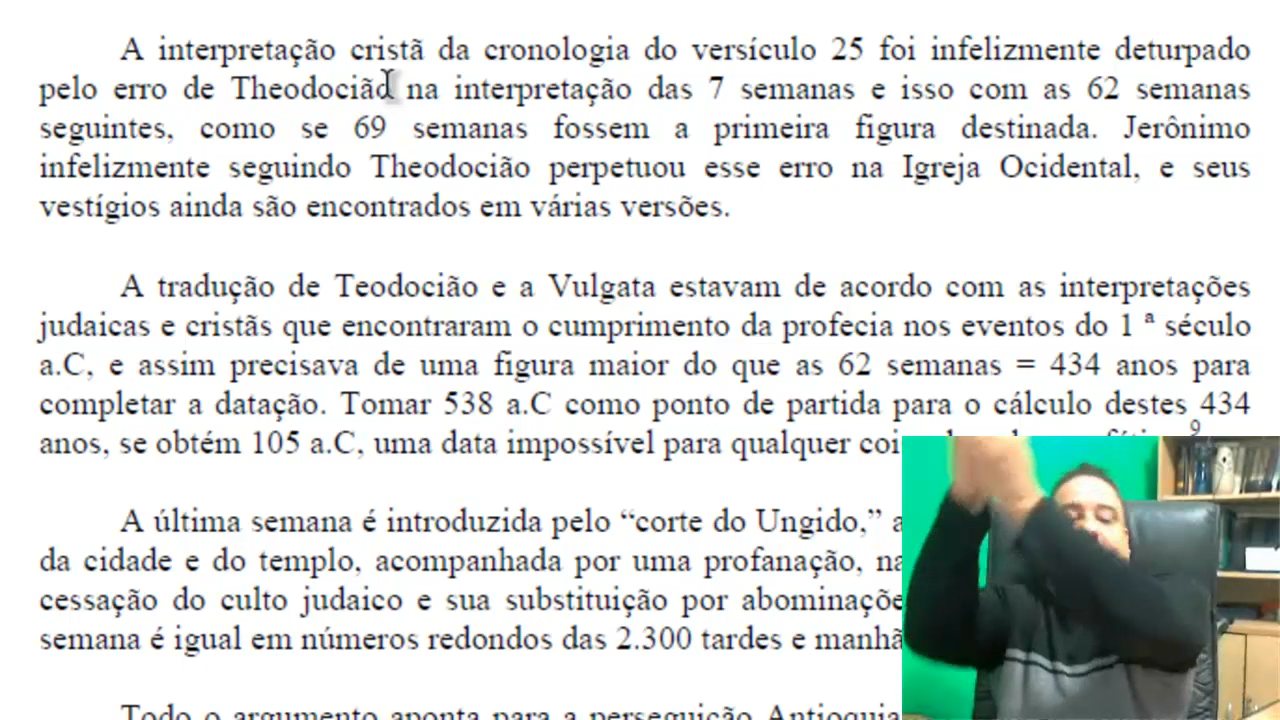 A interpretação cristã da cronologia do versículo 25 foi infelizmente deturpado
pelo erro de Theodocião na interpretação das 7 semanas e isso com as 62 semanas
seguintes, como se 69 semanas fossem a primeira figura destinada. Jerônimo
infelizmente seguindo Theodocião perpetuou esse erro na Igreja Ocidental, e seus
vestígios ainda são encontrados em várias versões.
A tradução de Teodocião e a Vulgata estavam de acordo com as interpretações
judaicas e cristãs que encontraram o cumprimento da profecia nos eventos do 1 ª século
a.C, e assim precisava de uma figura maior do que as 62 semanas = 434 anos para
completar a datação. Tomar 538 a.C como ponto de partida para o cálculo destes 434
anos, se obtém 105 a.C, uma data impossível para qualquer 9
A última semana é introduzida pelo “corte do Ungido,”
da cidade e do templo, acompanhada por uma profanação,
cessação do culto judaico e sua substituição por
semana é igual em números redondos das 2.300 tardes e
Todo o argumento aponta para a perseguição